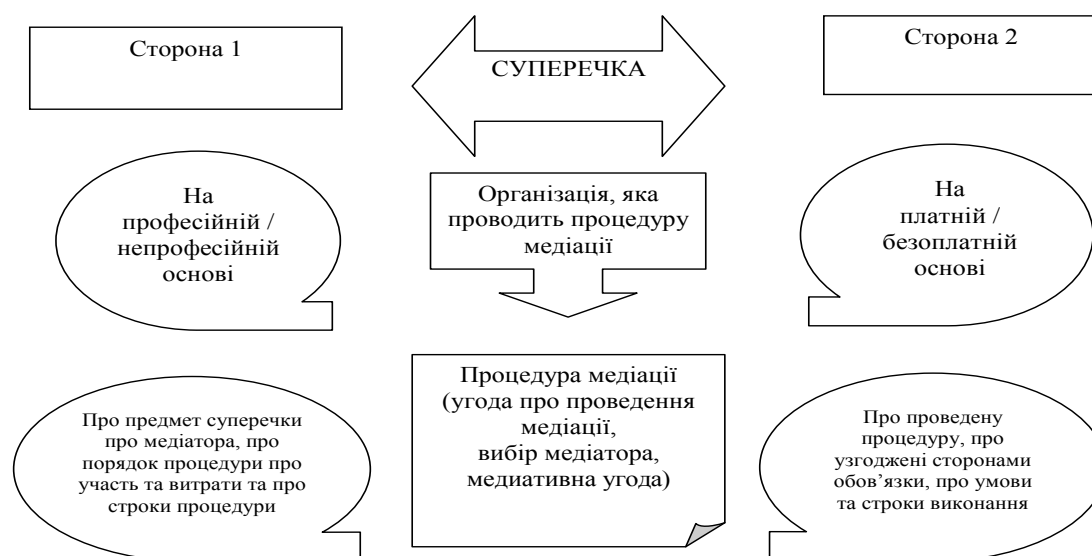 Сторона 1
СУПЕРЕЧКА
Сторона 2
На
професійній /
непрофесійній
основі
Організація, яка
проводить процедуру
медіації
На
платній /
безоплатній
основі
Про предмет суперечки
про медіатора, про
порядок процедури про
участь та витрати та про
строки процедури
Процедура медіації
(угода про проведення
медіації,
вибір медіатора,
медиативна угода)
Про проведену
процедуру, про
узгоджені сторонами
обов’язки, про умови
та строки виконання